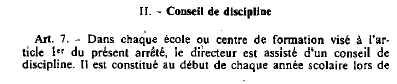 II. - Conseil de discipline
Art. 7. - Dans chaque école ou centre de formation visé à l'ar-
ticle 1er du présent arrêté, le directeur est assisté d'un conseil de
discipline. Il est constitué au début de chaque année scolaire lors de